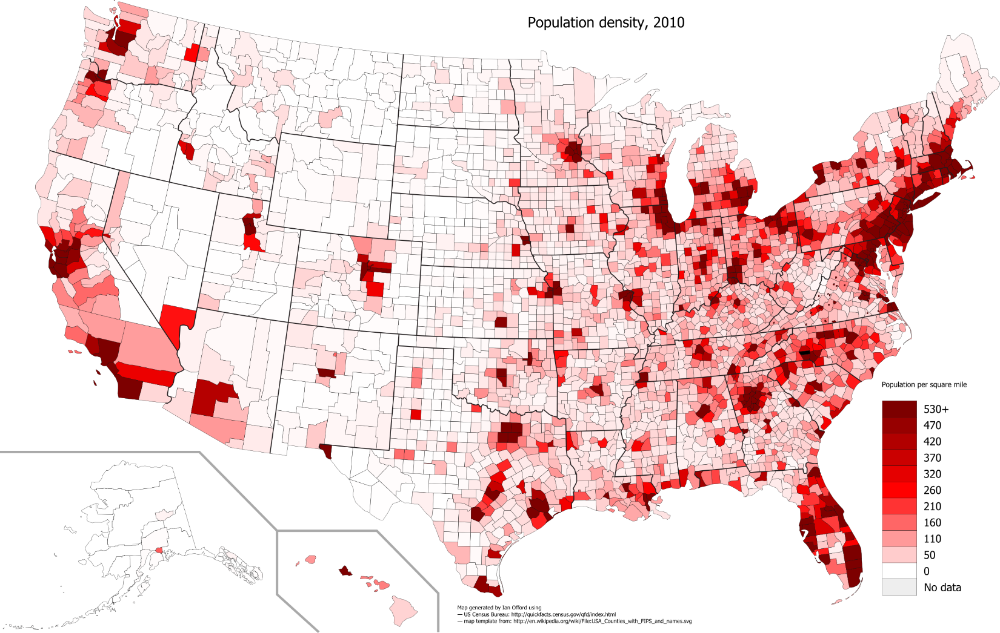 Population density, 2010
Population per square mile
530+
470
420
370
320
260
210
160
110
50
0
No data
Map generated by Ian Offord using
— US Census Bureau: http://quickfacts.census.gov/qfd/index.html
— map template from: http://en.wikipedia.org/wiki/File:USA_Counties_with_FIPS_and_names.svg